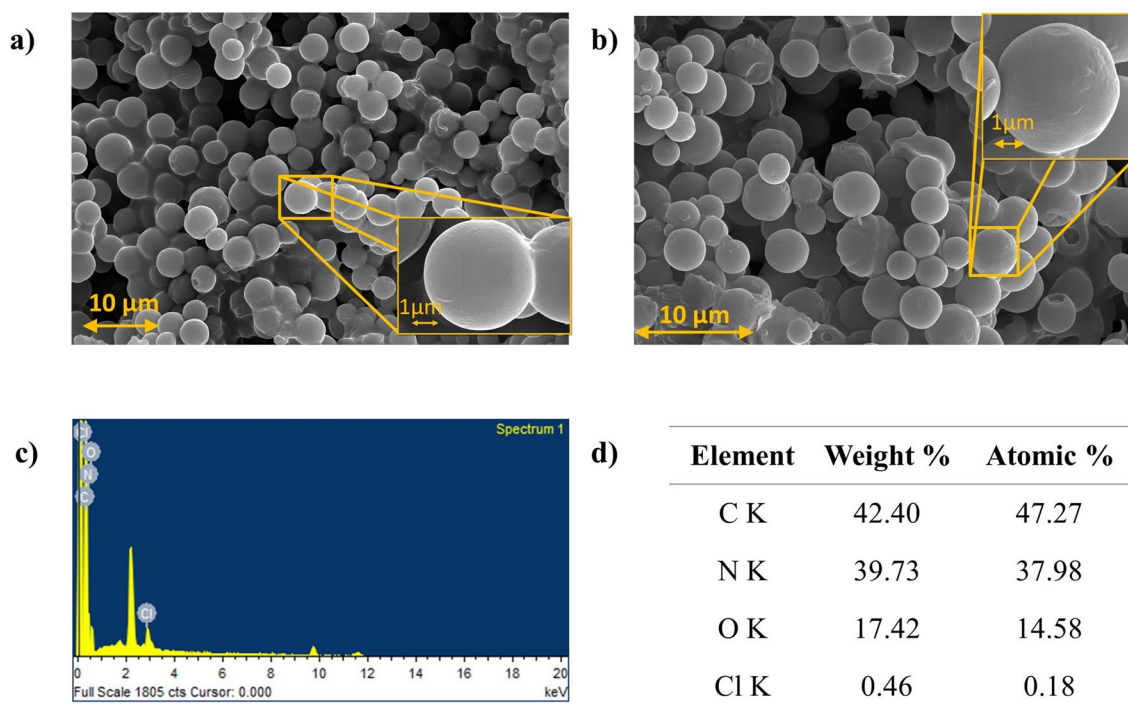 a)
10 µm
1µm
b)
1µm
10 µm
c)
Spectrum 1
Cl
O
N
C
Cl
0 2 4 6 8 10 12 14 16 18 20
Full Scale 1805 cts Cursor: 0.000 keV
d)
Element Weight % Atomic %
C K 42.40 47.27
N K 39.73 37.98
O K 17.42 14.58
Cl K 0.46 0.18